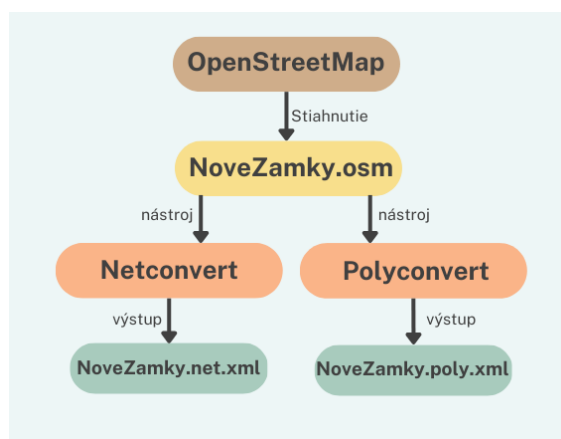 OpenStreetMap
Stiahnutie
NoveZamky.osm
nástroj
nástroj
Netconvert
Polyconvert
výstup
výstup
NoveZamky.net.xml
NoveZamky.poly.xml